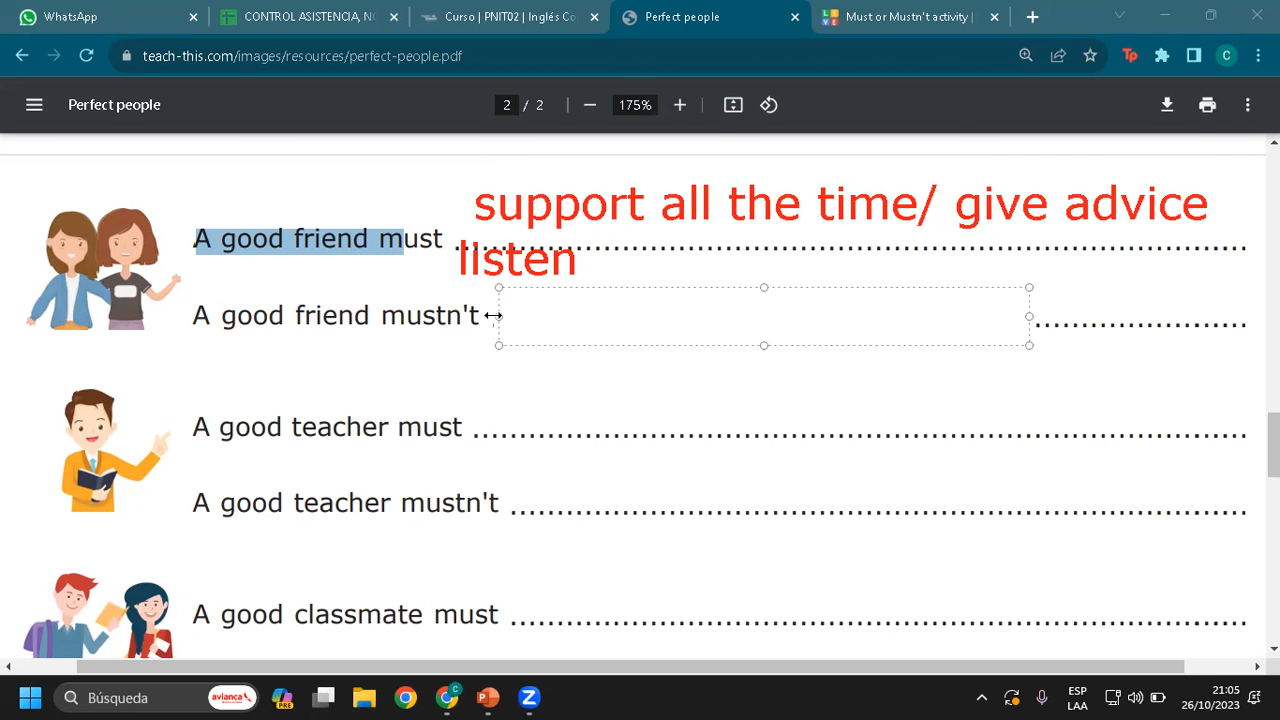 WhatsApp
CONTROL ASISTENCIA, NO
Curso | PNIT02 | Inglés Co
Perfect people
Must or Mustn't activity |
teach-this.com/images/resources/perfect-people.pdf
Tp
C
Perfect people
2 / 2
175%
support all the time/ give advice
A good friend must ......................................................................
listen
A good friend mustn't ...................
A good teacher must ....................................................................
A good teacher mustn't .................................................................
A good classmate must .................................................................
Búsqueda
avianca
PRE
ESP
LAA
21:05
26/10/2023